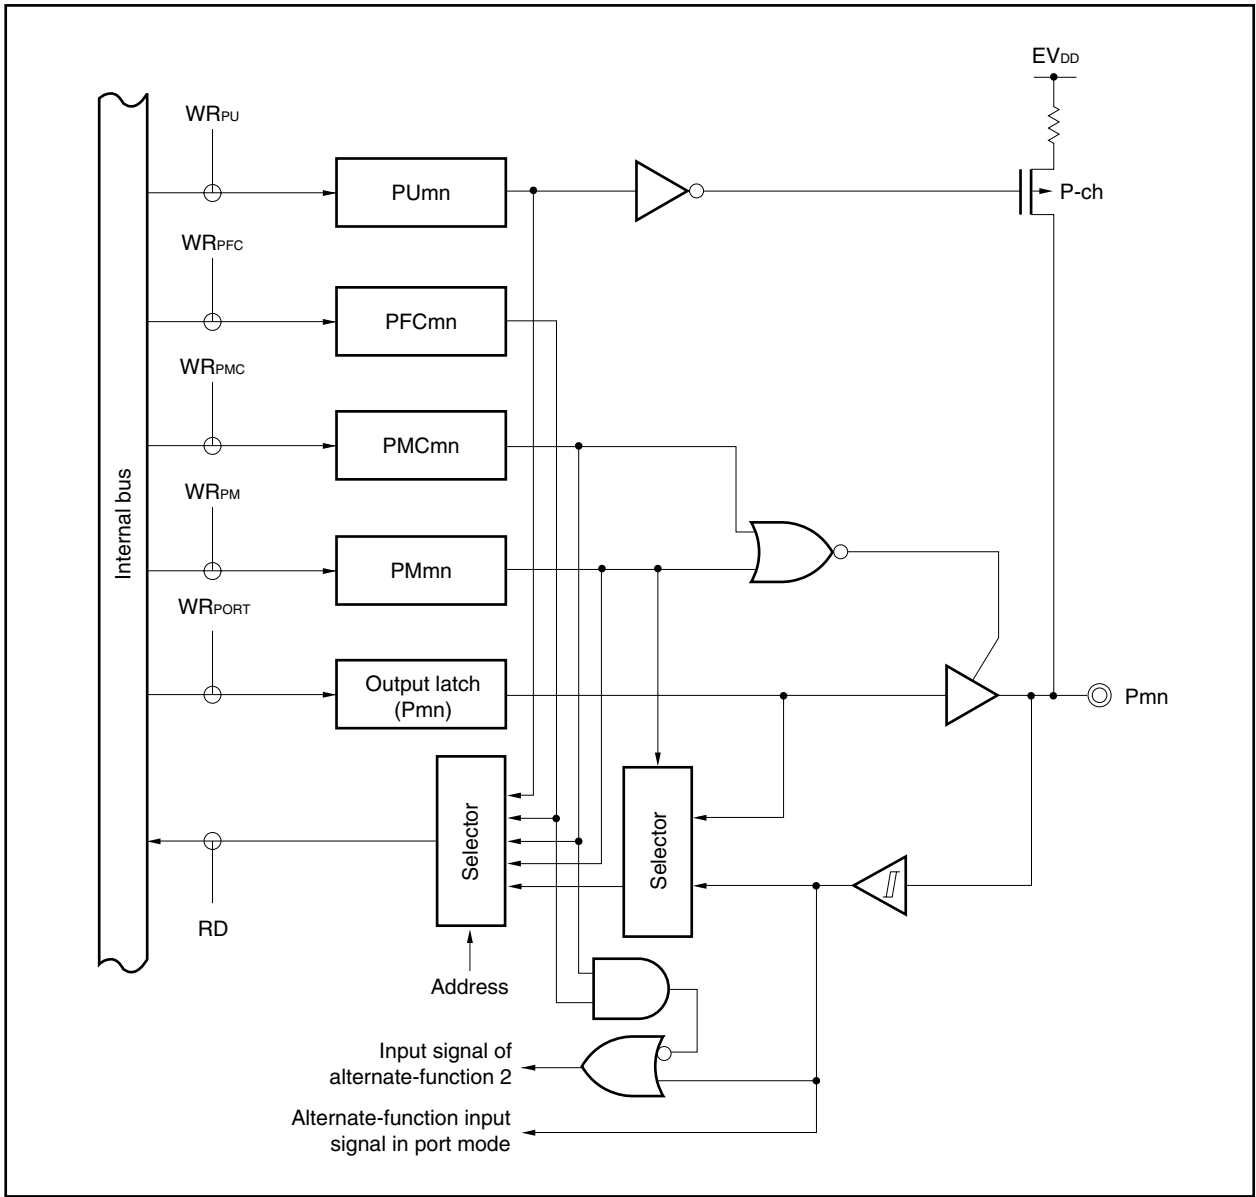 EVDD
WRPU
PUmn
P-ch
WRPFC
PFCmn
WRPMC
PMCmn
Internal bus
WRPM
PMmn
WRPORT
Output latch
(Pmn)
Pmn
Selector
Selector
RD
Address
Input signal of
alternate-function 2
Alternate-function input
signal in port mode